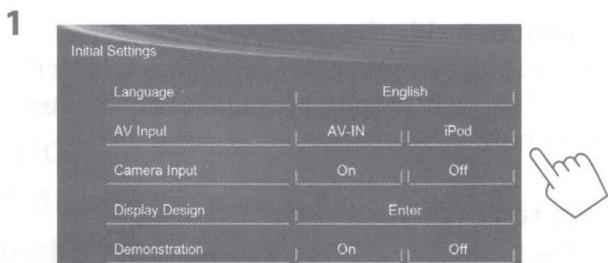 1
Initial Settings
Language English
AV Input AV-IN iPod
Camera Input On Off
Display Design Enter
Demonstration On Off